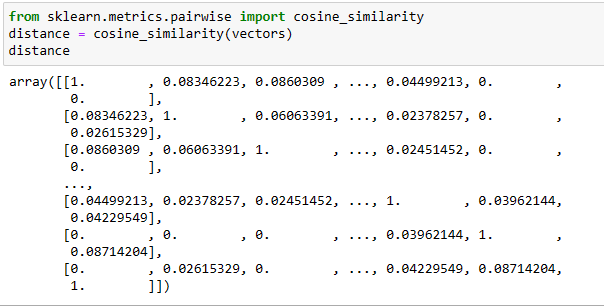 from sklearn.metrics.pairwise import cosine_similarity
distance = cosine_similarity(vectors)
distance
array([[1.        , 0.08346223, 0.0860309 , ..., 0.04499213, 0.        ,
        0.        ],
       [0.08346223, 1.        , 0.06063391, ..., 0.02378257, 0.        ,
        0.02615329],
       [0.0860309 , 0.06063391, 1.        , ..., 0.02451452, 0.        ,
        0.        ],
       ...,
       [0.04499213, 0.02378257, 0.02451452, ..., 1.        , 0.03962144,
        0.04229549],
       [0.        , 0.        , 0.        , ..., 0.03962144, 1.        ,
        0.08714204],
       [0.        , 0.02615329, 0.        , ..., 0.04229549, 0.08714204,
        1.        ]])